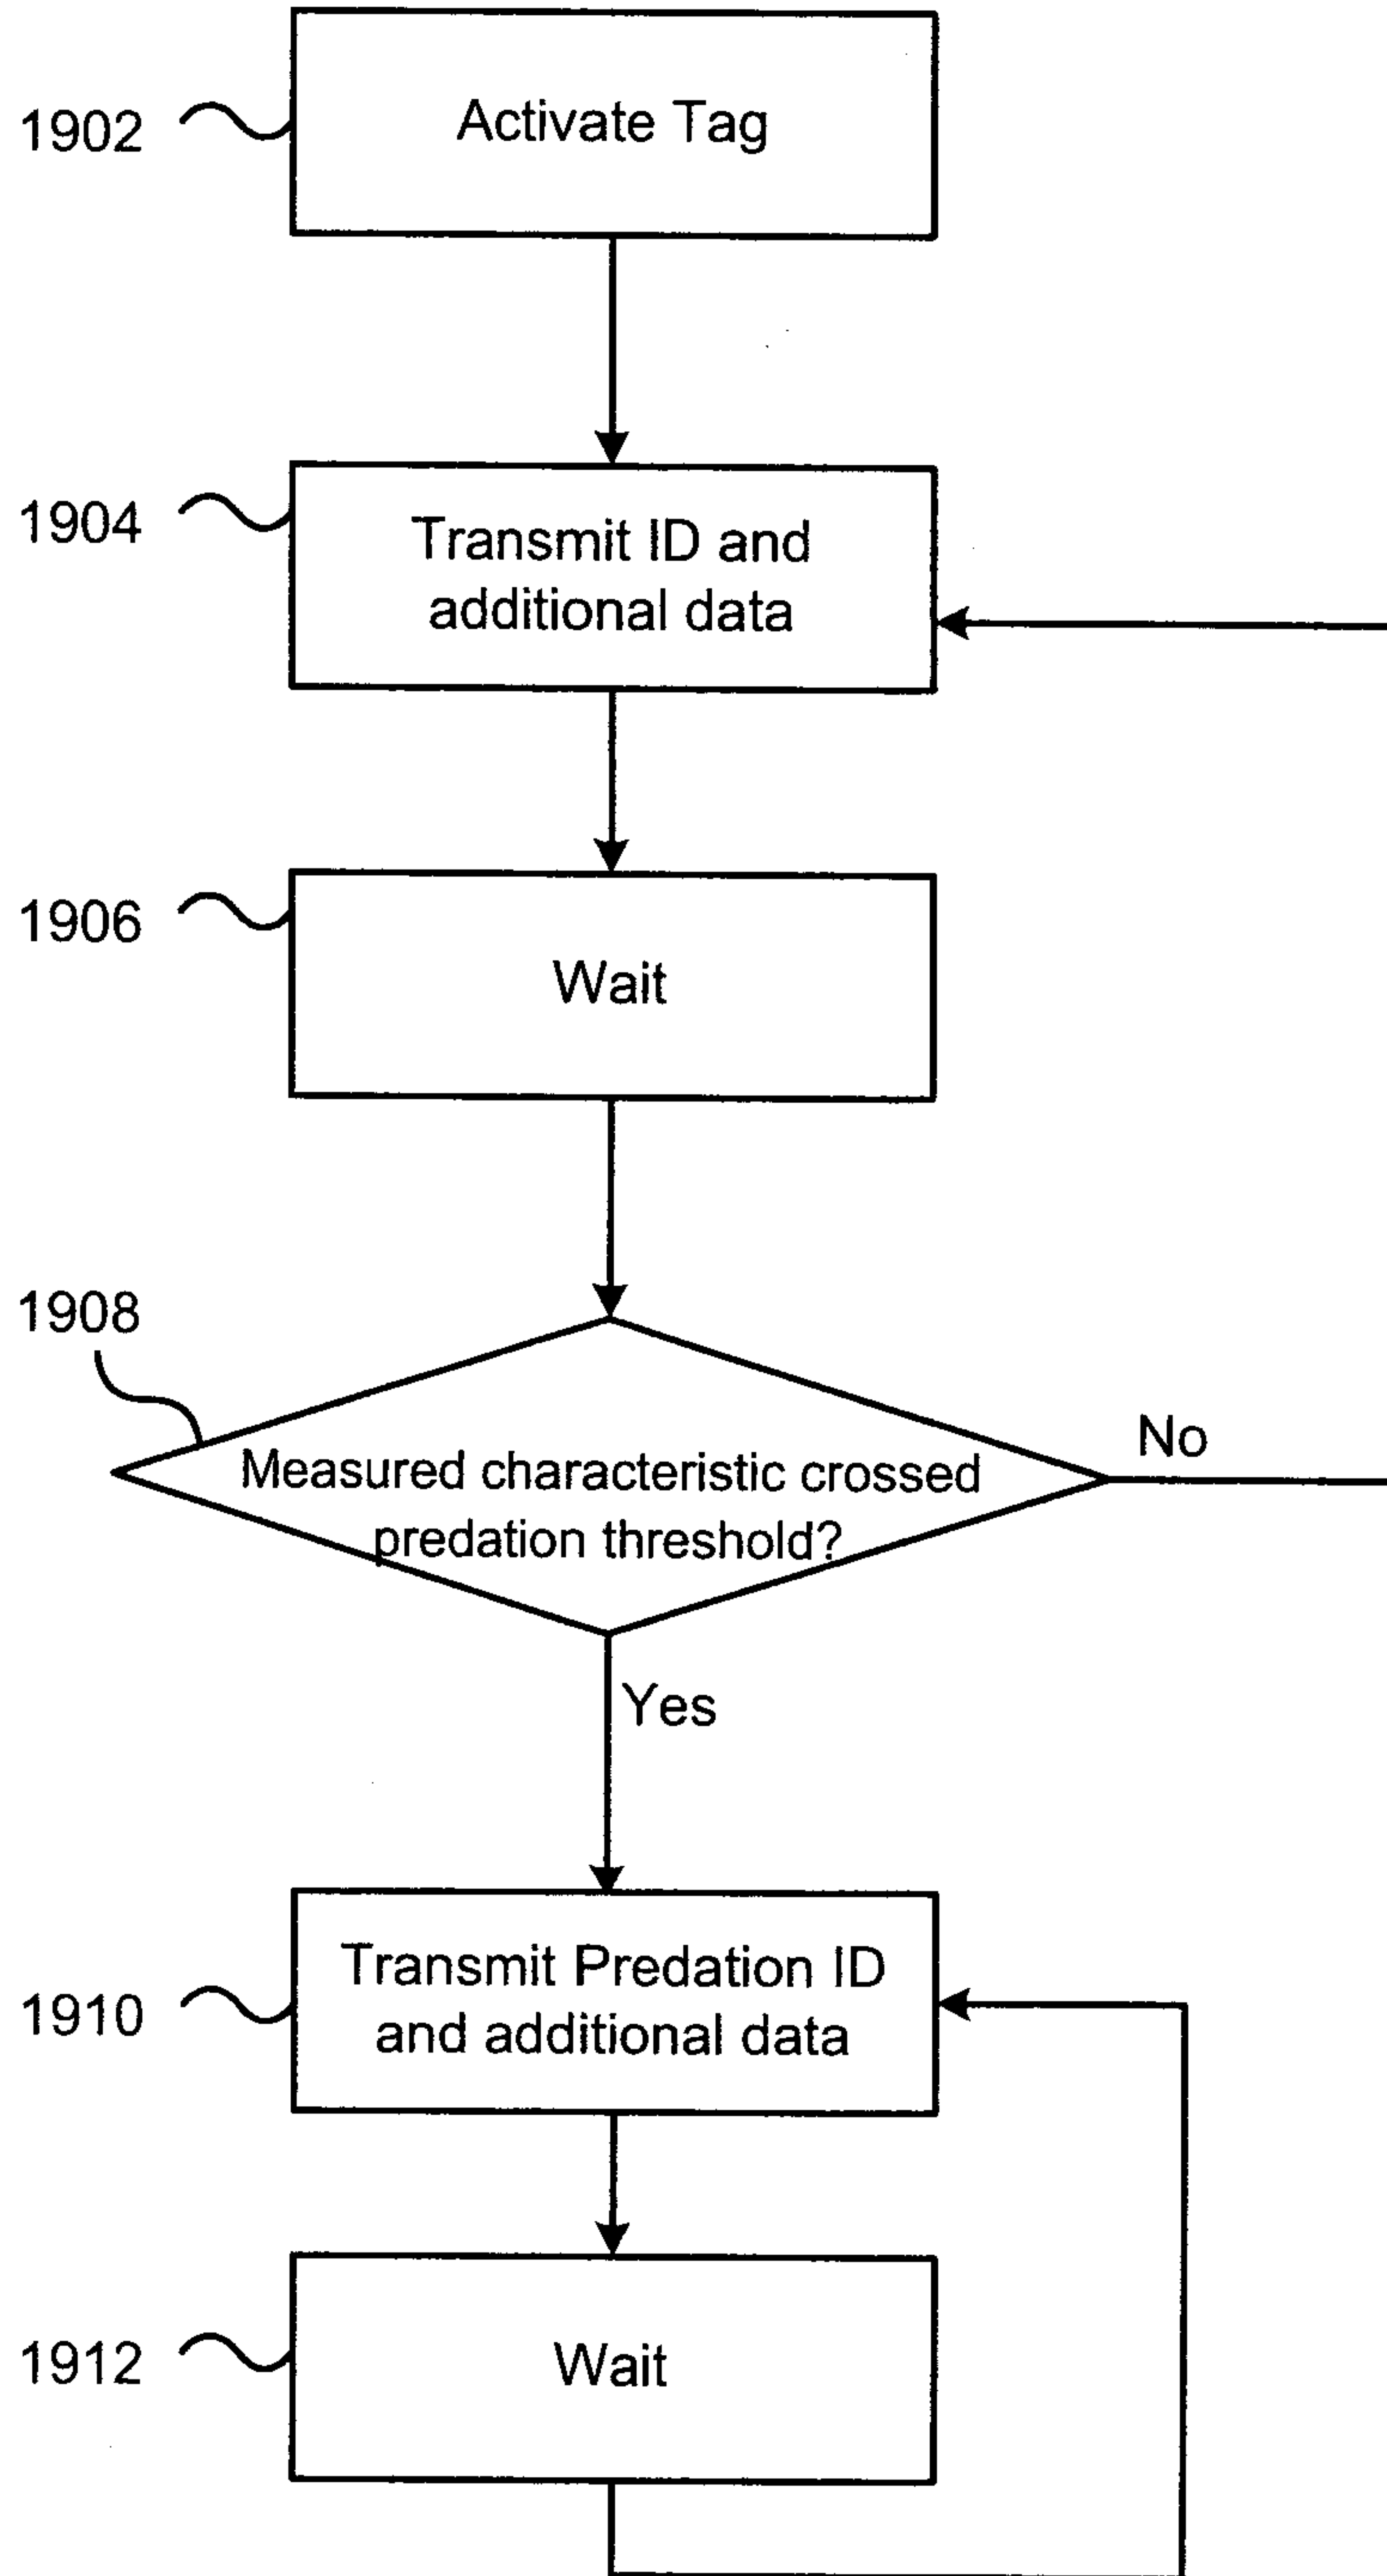 1902
Activate Tag
1904
Transmit ID and
additional data
1906
Wait
1908
Measured characteristic crossed
predation threshold?
No
Yes
1910
Transmit Predation ID
and additional data
1912
Wait